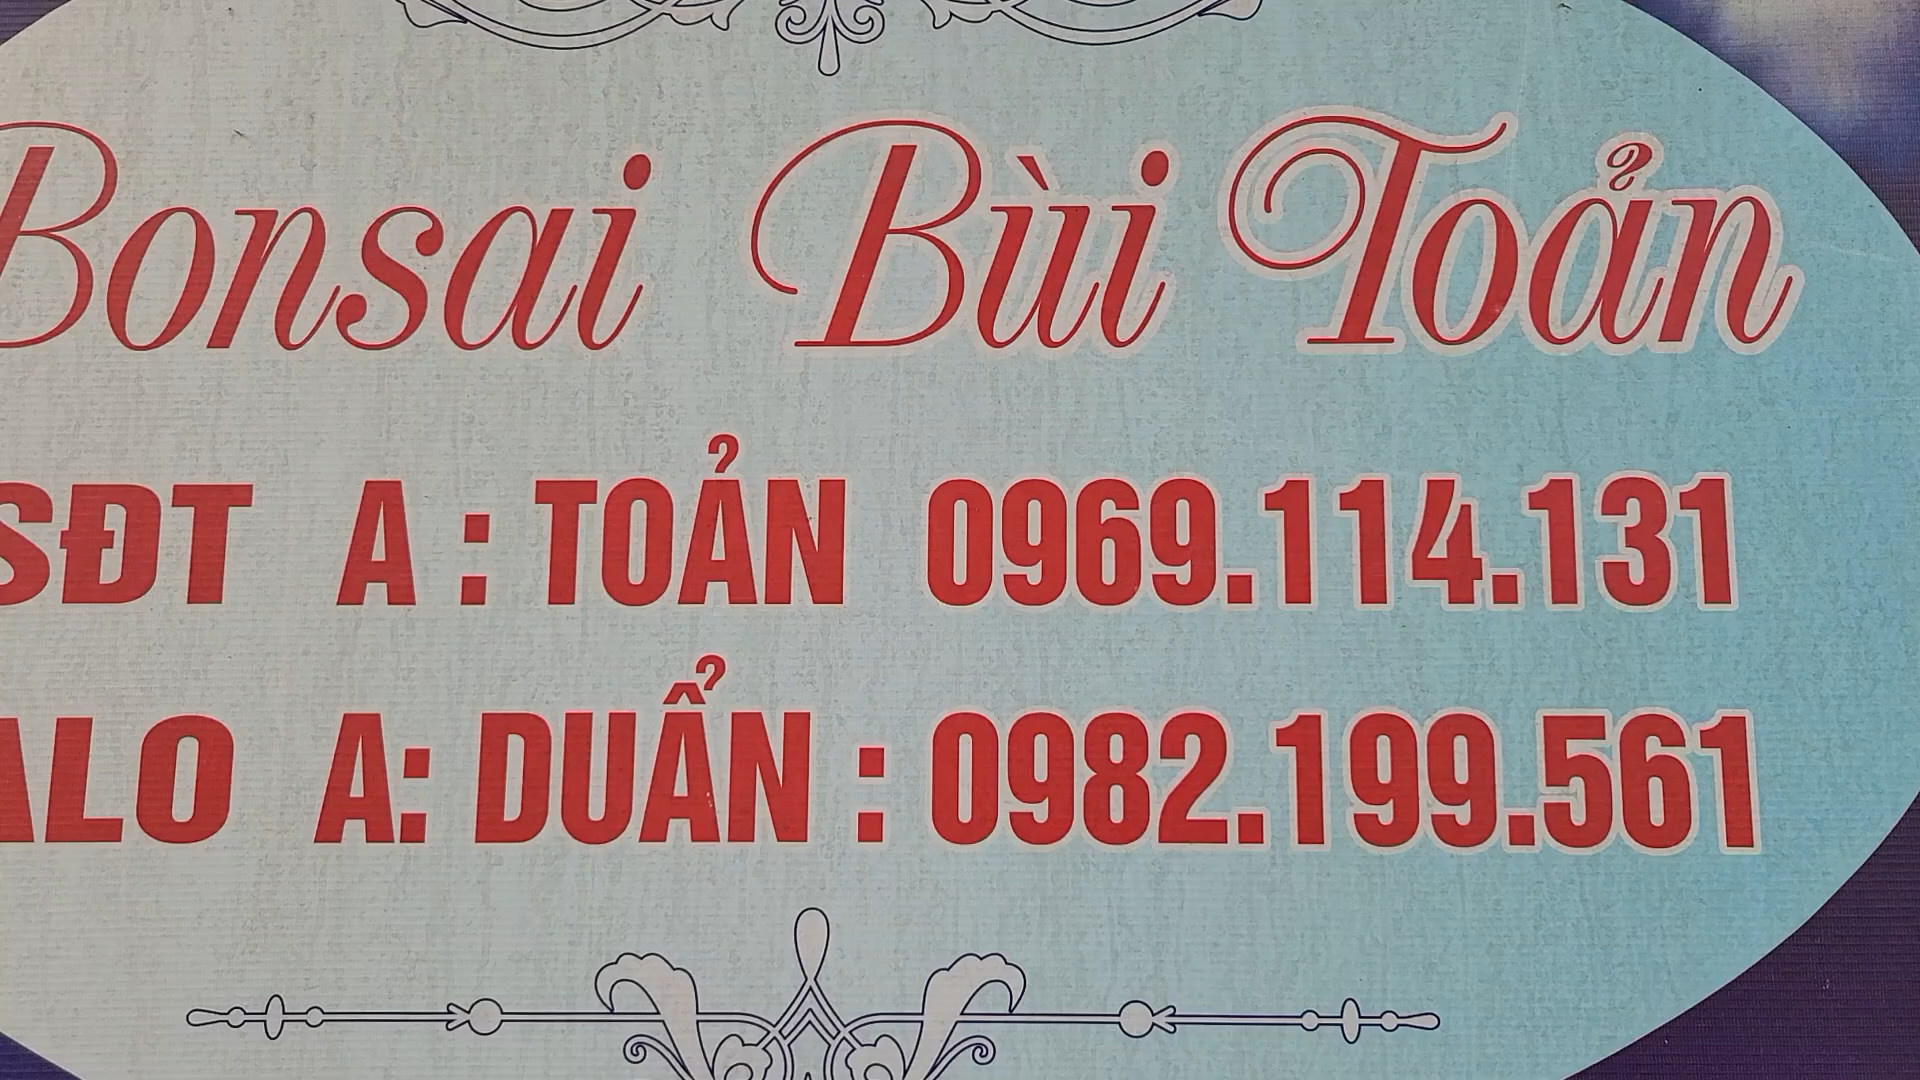 Bonsai Bùi Toản
SĐT A : TOẢN 0969.114.131
ALO A: DUẨN : 0982.199.561